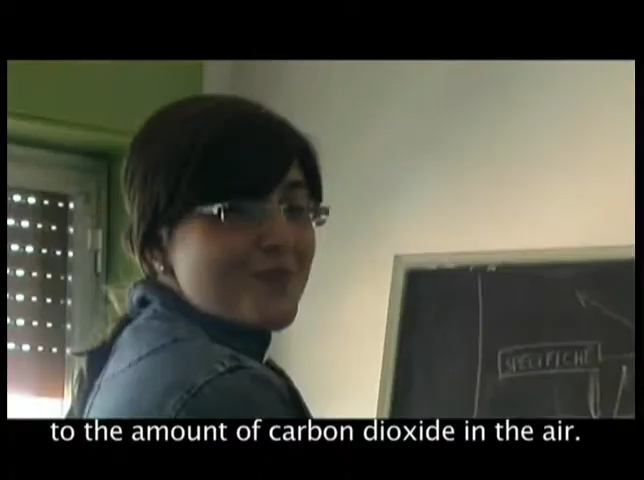 SPECIFICHE
to the amount of carbon dioxide in the air.